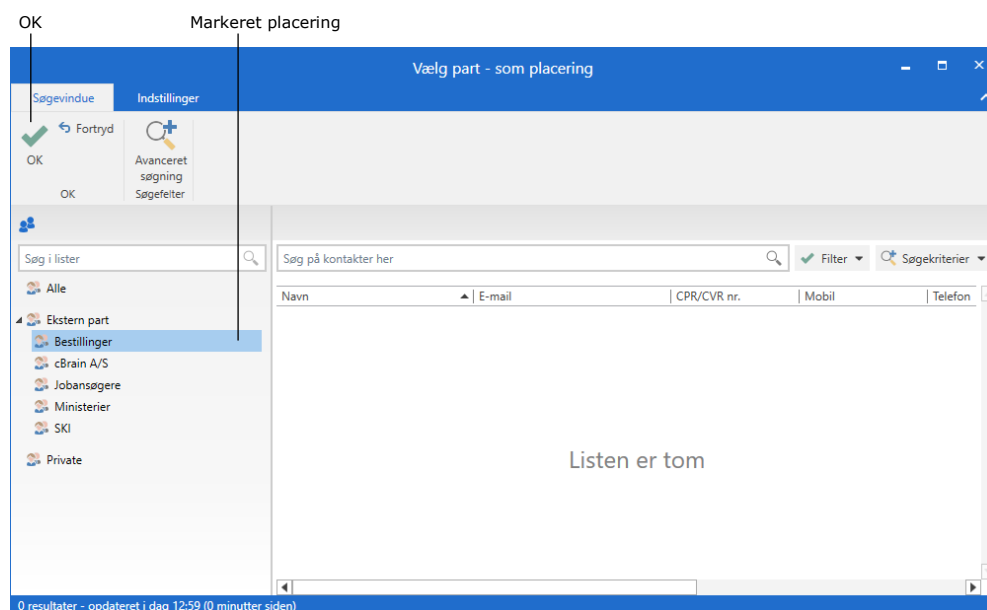 OK
Markeret placering
Vælg part - som placering
Søgevindue
Indstillinger
Fortryd
OK
Avanceret
søgning
OK
Søgefelter
Søg i lister
Søg på kontakter her
Filter
Søgekriterier
Alle
Navn
E-mail
CPR/CVR nr.
Mobil
Telefon
Ekstern part
Bestillinger
cBrain A/S
Jobansøgere
Ministerier
SKI
Private
Listen er tom
0 resultater - opdateret i dag 12:59 (0 minutter siden)